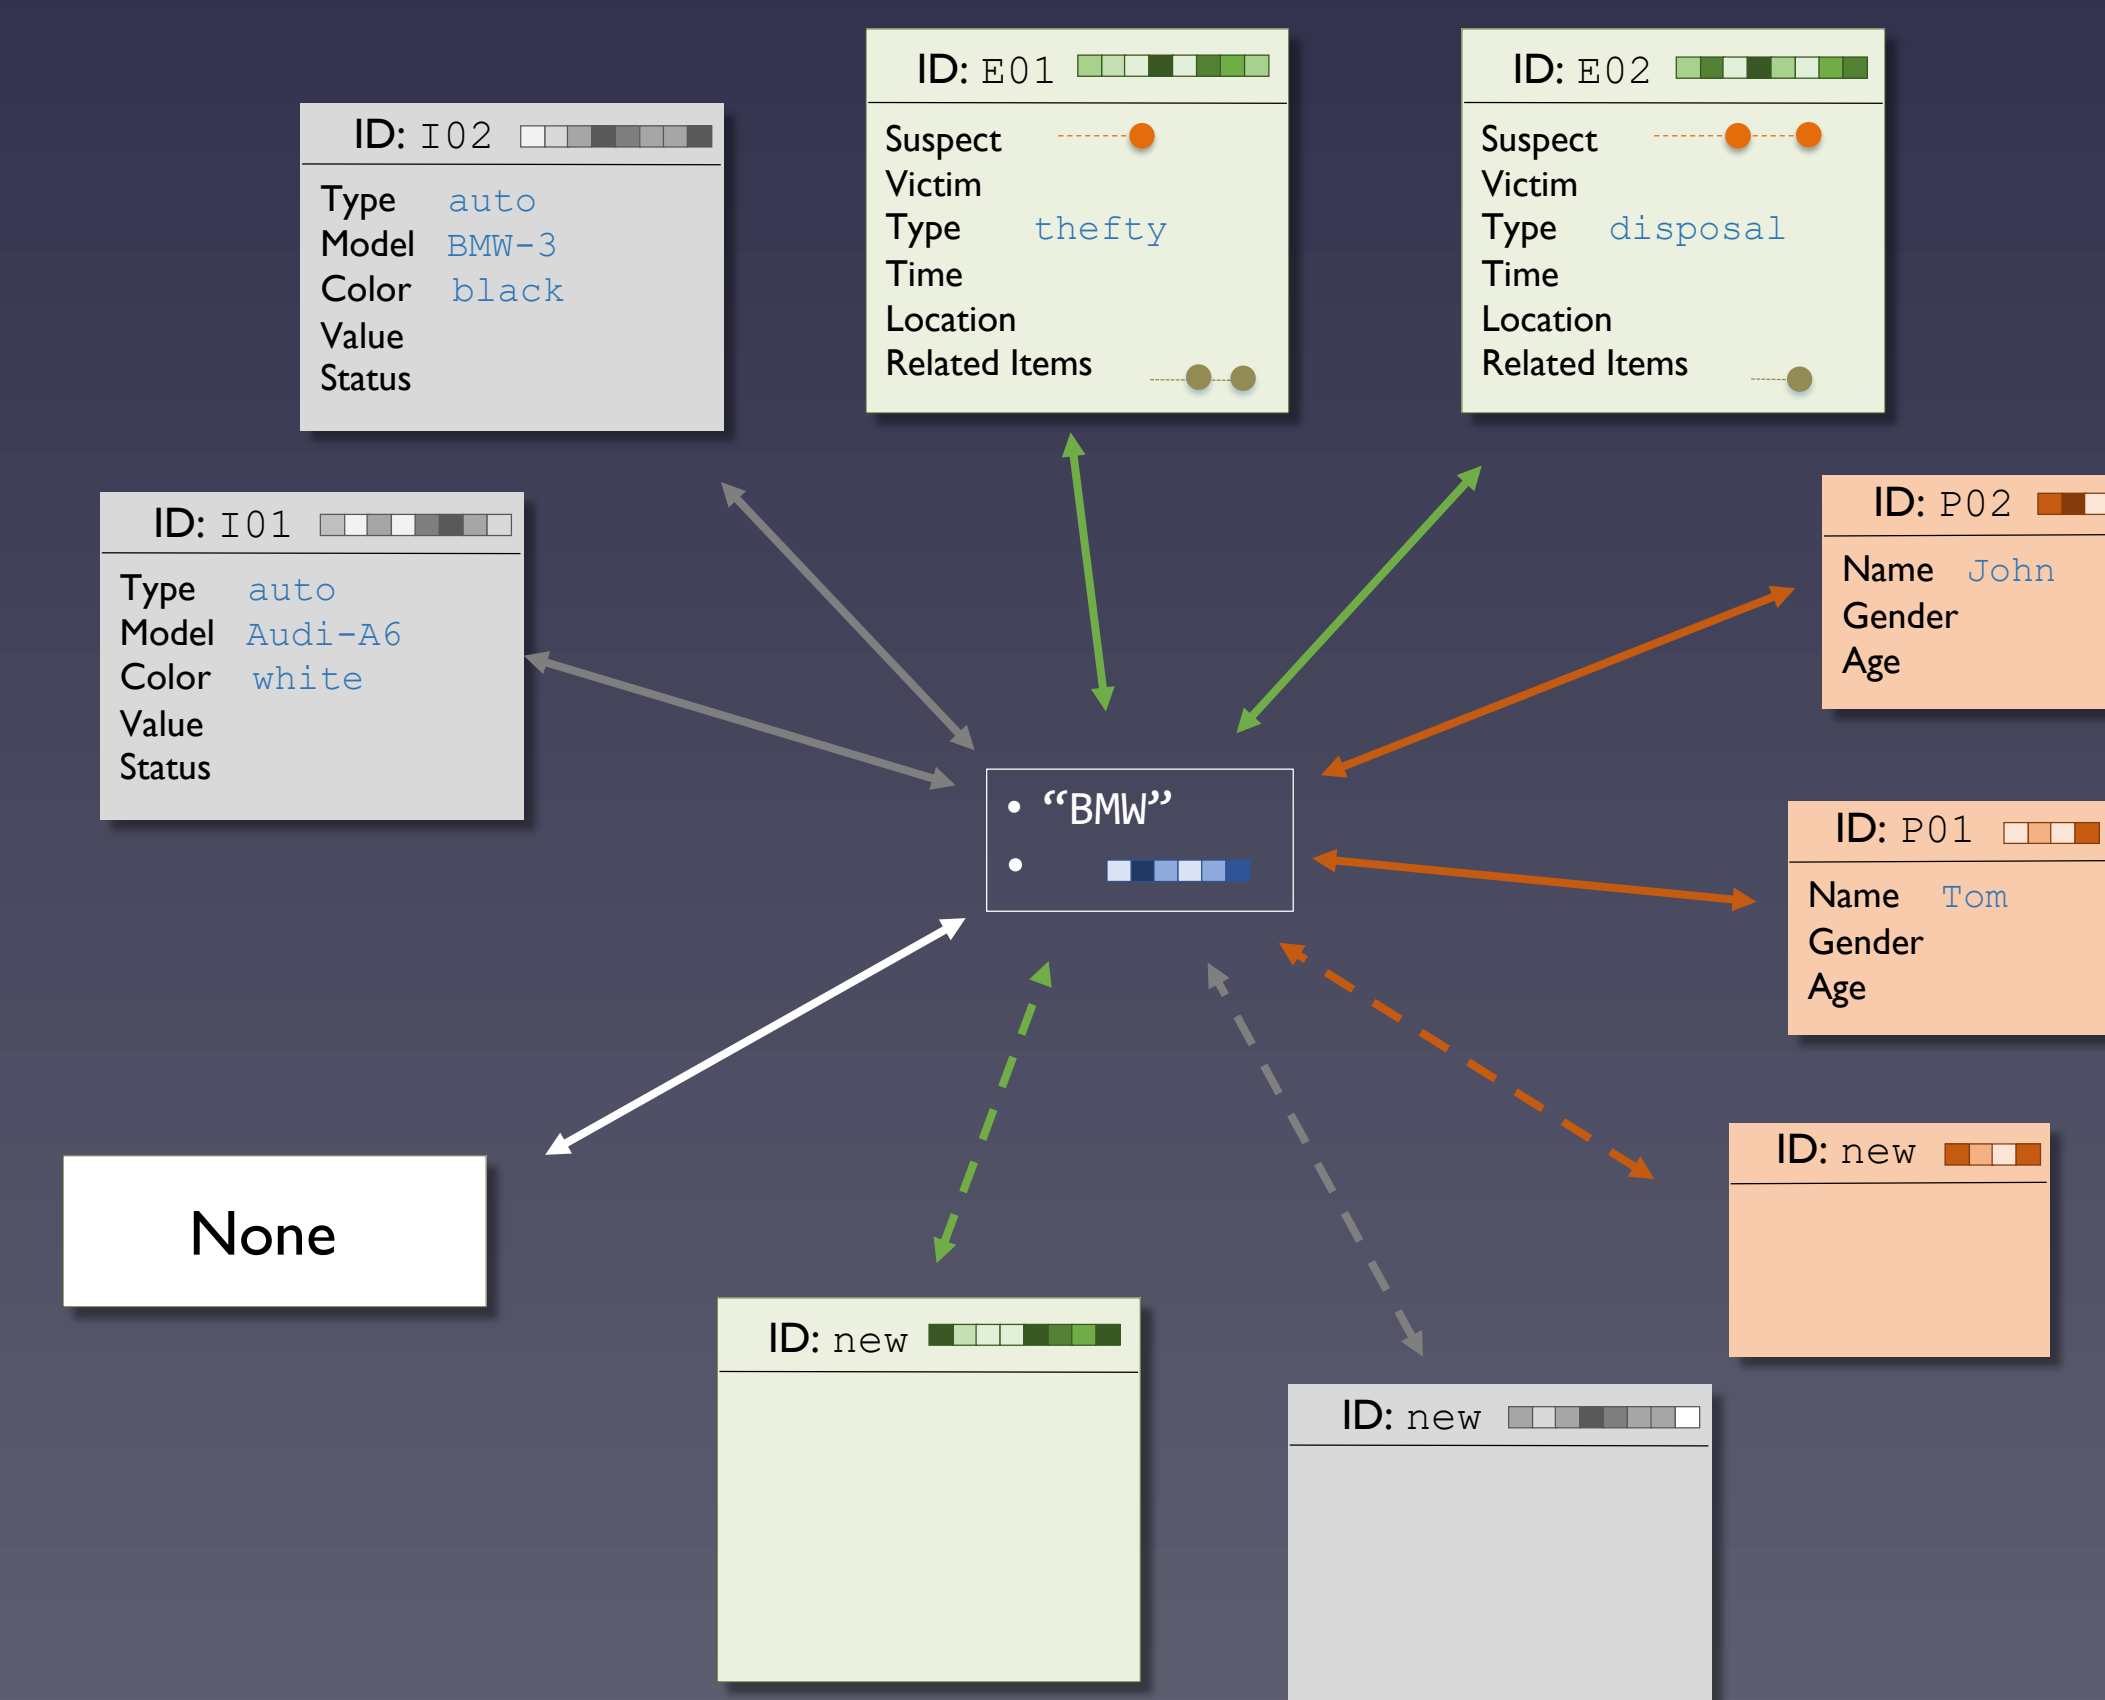 ID: I02
Type auto
Model BMW-3
Color black
Value
Status
ID: E01
Suspect
Victim
Type thefty
Time
Location
Related Items
ID: E02
Suspect
Victim
Type disposal
Time
Location
Related Items
ID: I01
Type auto
Model Audi-A6
Color white
Value
Status
ID: P02
Name John
Gender
Age
• “BMW”
•
ID: P01
Name Tom
Gender
Age
None
ID: new
ID: new
ID: new